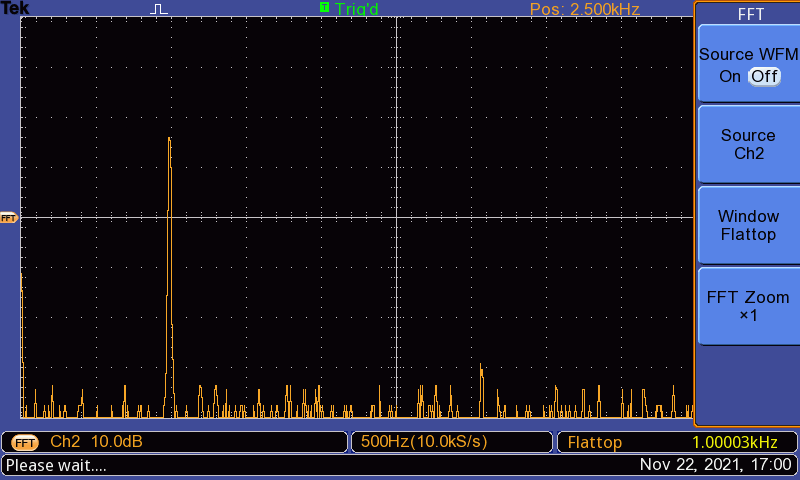 Tek T Trig'd Pos: 2.500kHz FFT
Source WFM
On Off
Source
Ch2
Window
Flattop
FFT
FFT Zoom
×1
FFT Ch2 10.0dB 500Hz(10.0kS/s) Flattop 1.00003kHz
Please wait.... Nov 22, 2021, 17:00